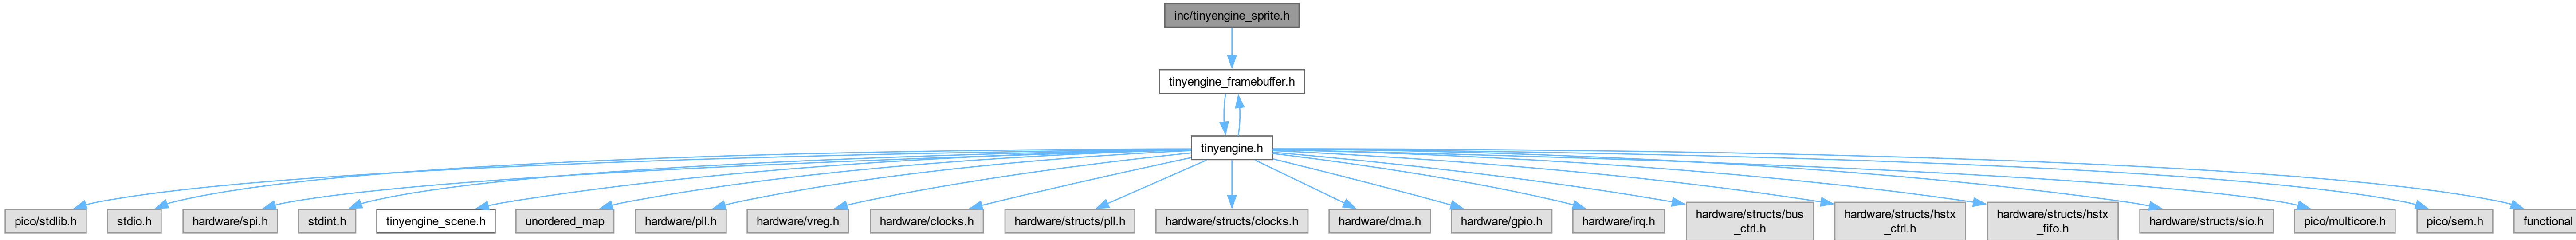 inc/tinyengine_sprite.h
tinyengine_framebuffer.h
tinyengine.h
pico/stdlib.h
stdio.h
hardware/spi.h
stdint.h
tinyengine_scene.h
unordered_map
hardware/pll.h
hardware/vreg.h
hardware/clocks.h
hardware/structs/pll.h
hardware/structs/clocks.h
hardware/dma.h
hardware/gpio.h
hardware/irq.h
hardware/structs/bus
_ctrl.h
hardware/structs/hstx
_ctrl.h
hardware/structs/hstx
_fifo.h
hardware/structs/sio.h
pico/multicore.h
pico/sem.h
functional